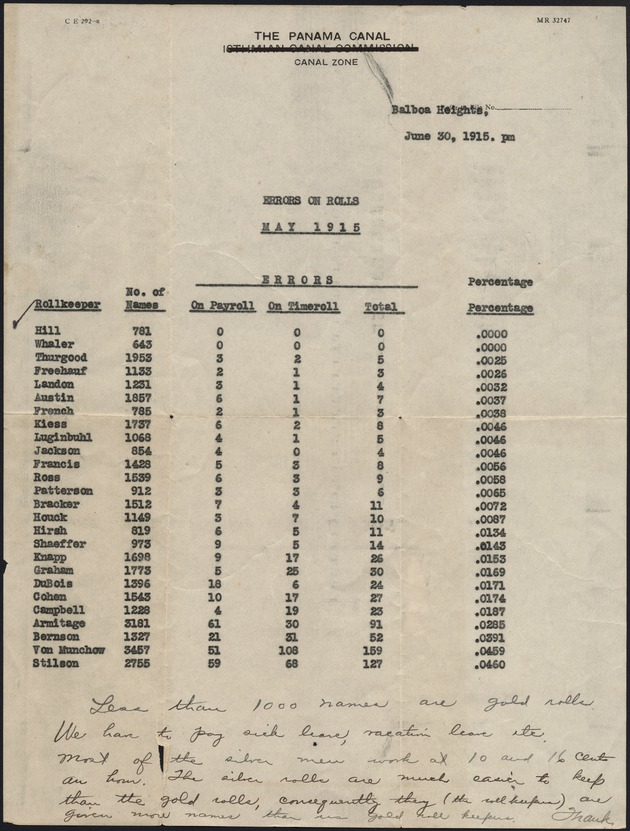 C E 292-a MR 32747
THE PANAMA CANAL
ISTHMIAN CANAL COMMISSION
CANAL ZONE
Balboa Heights, No.
June 30, 1915. pm
ERRORS ON ROLLS
MAY 1915
ERRORS Percentage
No. of
Rollkeeper Names On Payroll On Timeroll Total Percentage
Hill 781 0 0 0 .0000
Whaler 643 0 0 0 .0000
Thurgood 1953 3 2 5 .0025
Freehauf 1133 2 1 3 .0026
Landon 1231 3 1 4 .0032
Austin 1857 6 1 7 .0037
French 785 2 1 3 .0038
Kiess 1737 6 2 8 .0046
Luginbuhl 1068 4 1 5 .0046
Jackson 854 4 0 4 .0046
Francis 1428 5 3 8 .0056
Ross 1539 6 3 9 .0058
Patterson 912 3 3 6 .0065
Bracker 1512 7 4 11 .0072
Houck 1149 3 7 10 .0087
Hirsh 819 6 5 11 .0134
Shaeffer 973 9 5 14 .0143
Knapp 1698 9 17 26 .0153
Graham 1773 5 25 30 .0169
DuBois 1396 18 6 24 .0171
Cohen 1543 10 17 27 .0174
Campbell 1228 4 19 23 .0187
Armitage 3181 61 30 91 .0285
Bernson 1327 21 31 52 .0391
Von Munchow 3457 51 108 159 .0459
Stilson 2755 59 68 127 .0460
Less than 1000 names are gold rolls.
We have to pay sick leave, vacation leave etc.
Most of the silver men work at 10 and 16 cents
an hour. The silver rolls are much easier to keep
than the gold rolls, consequently they (the rollkeepers) are
given more names than us gold roll keepers. Frank